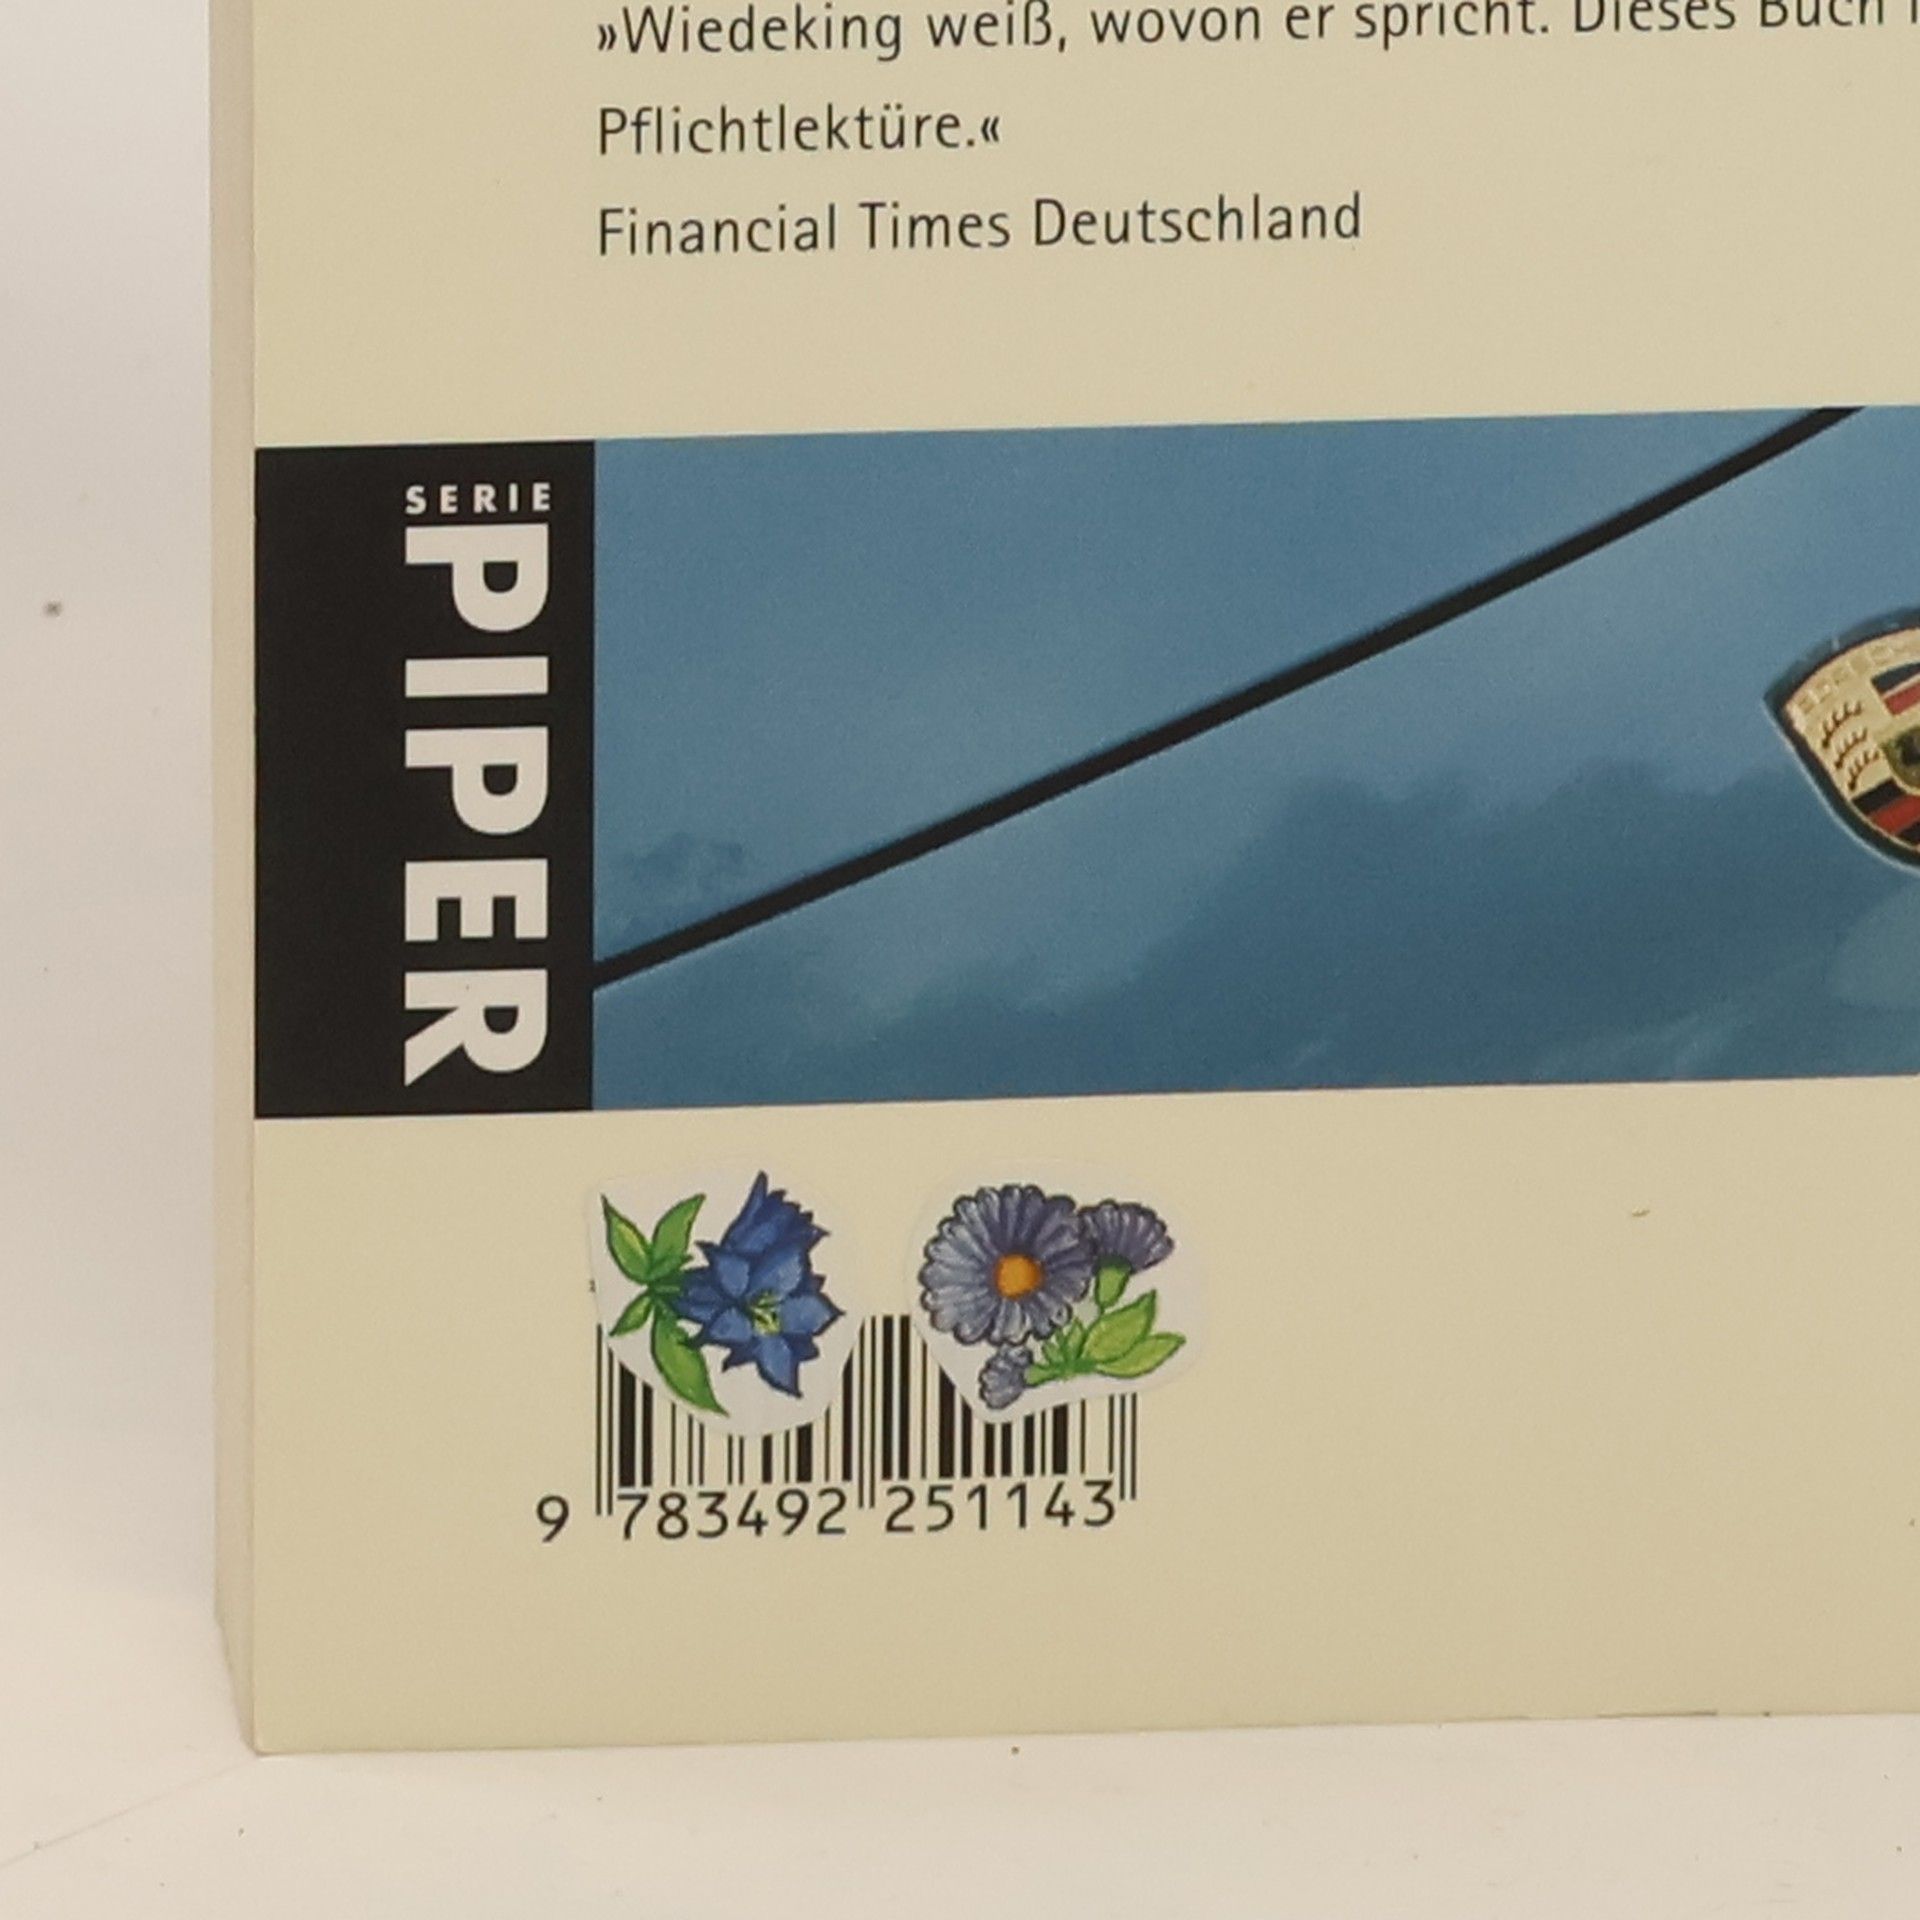 »Wiedeking weiß, wovon er spricht. Dieses Buch
Pflichtlektüre.«
Financial Times Deutschland
SERIE
PIPER
9 783492 251143